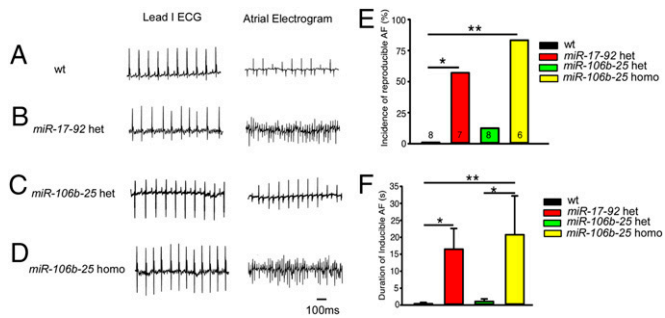 Lead I ECG
Atrial Electrogram
A
wt
B
miR-17-92 het
C
miR-106b-25 het
D
miR-106b-25 homo
100ms
E
Incidence of reproducible AF (%)
100
75
50
25
0
**
*
8
7
8
6
wt
miR-17-92 het
miR-106b-25 het
miR-106b-25 homo
F
Duration of Inducible AF (s)
35
30
25
20
15
10
5
0
**
*
*
wt
miR-17-92 het
miR-106b-25 het
miR-106b-25 homo